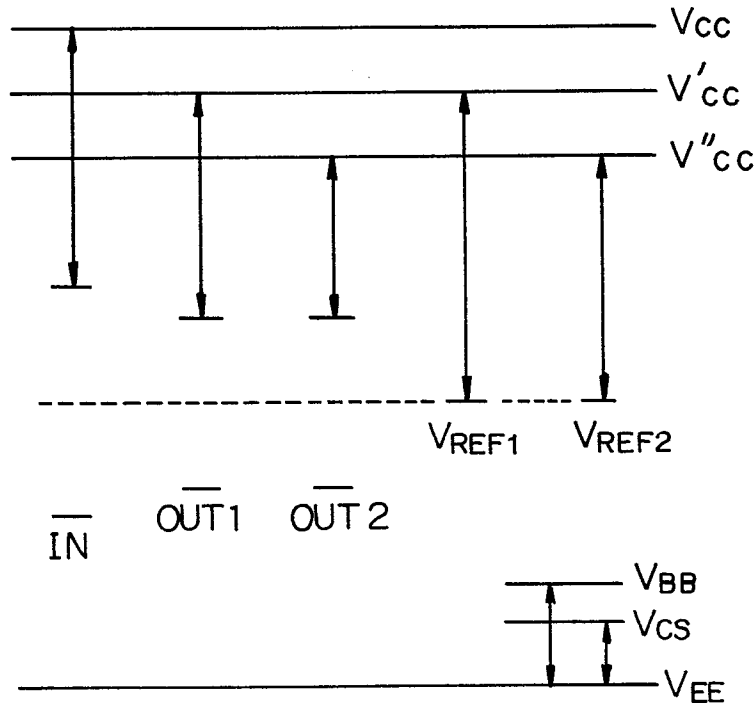 Vcc
V'cc
V"cc
VREF1 VREF2
IN OUT1 OUT2
VBB
VCS
VEE